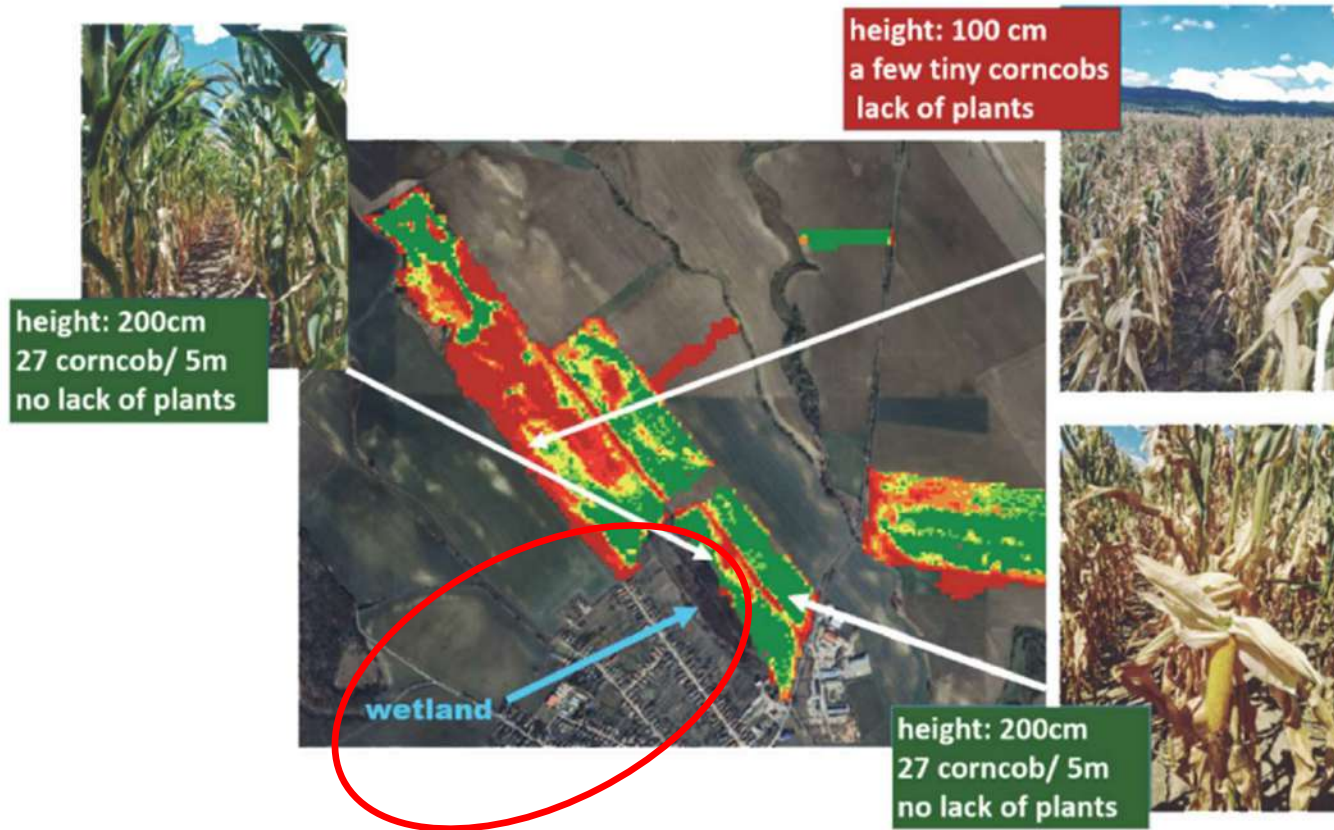 height: 100 cm
a few tiny corncobs
lack of plants
height: 200cm
27 corncob/ 5m
no lack of plants
wetland
height: 200cm
27 corncob/ 5m
no lack of plants